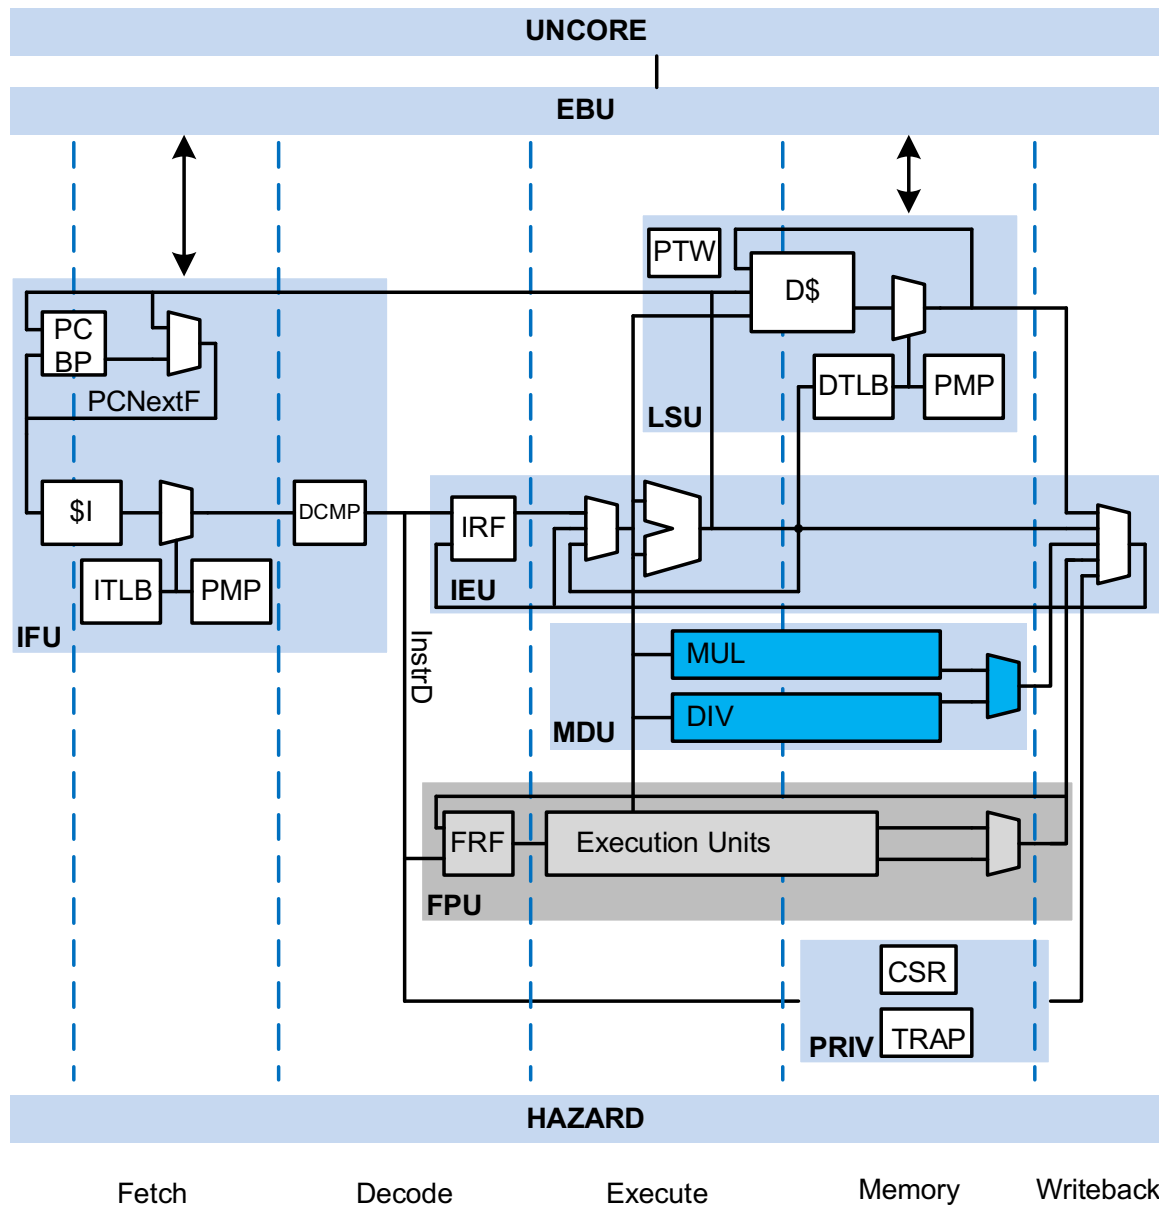 UNCORE
EBU
PTW
D$
PC
BP
PCNextF
DTLB
PMP
LSU
$I
DCMP
IRF
ITLB
PMP
IEU
IFU
InstrD
MUL
DIV
MDU
FRF
Execution Units
FPU
CSR
TRAP
PRIV
HAZARD
Fetch
Decode
Execute
Memory
Writeback